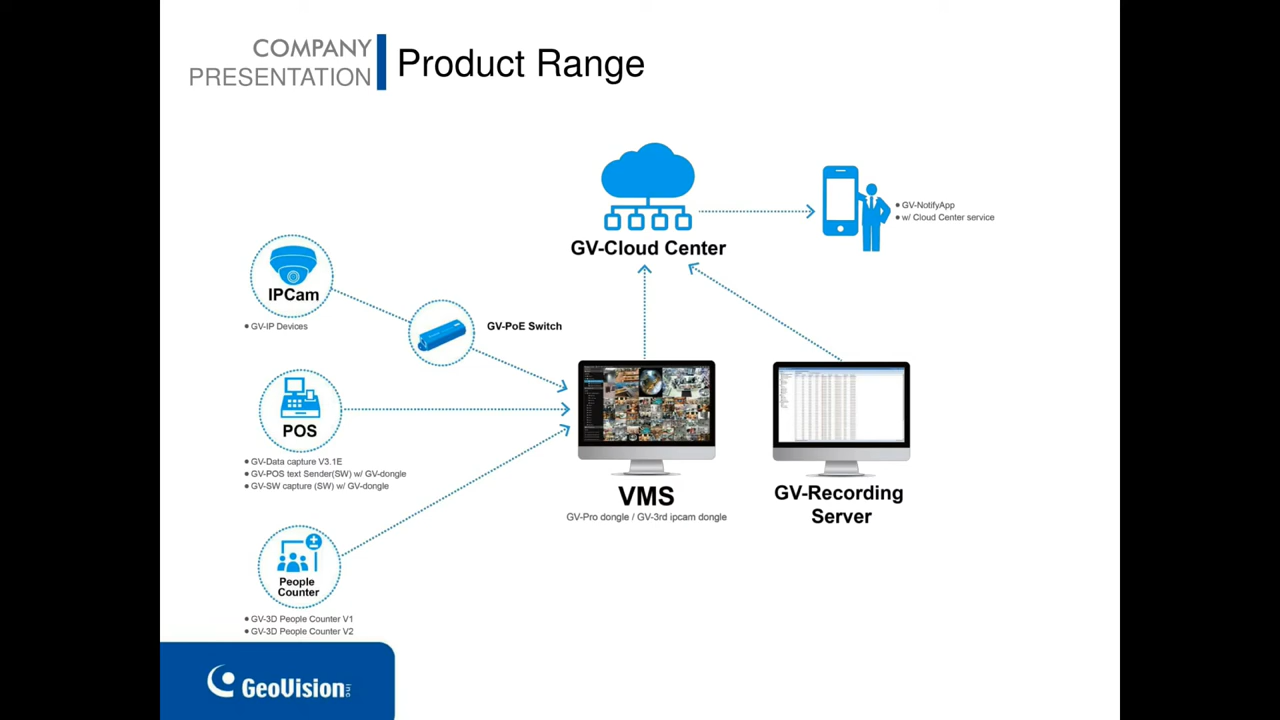 COMPANY
PRESENTATION
Product Range
GV-Cloud Center
GV-NotifyApp
w/ Cloud Center service
IPCam
GV-IP Devices
GV-PoE Switch
POS
GV-Data capture V3.1E
GV-POS text Sender(SW) w/ GV-dongle
GV-SW capture (SW) w/ GV-dongle
VMS
GV-Pro dongle / GV-3rd ipcam dongle
GV-Recording
Server
People
Counter
GV-3D People Counter V1
GV-3D People Counter V2
GeoVision inc